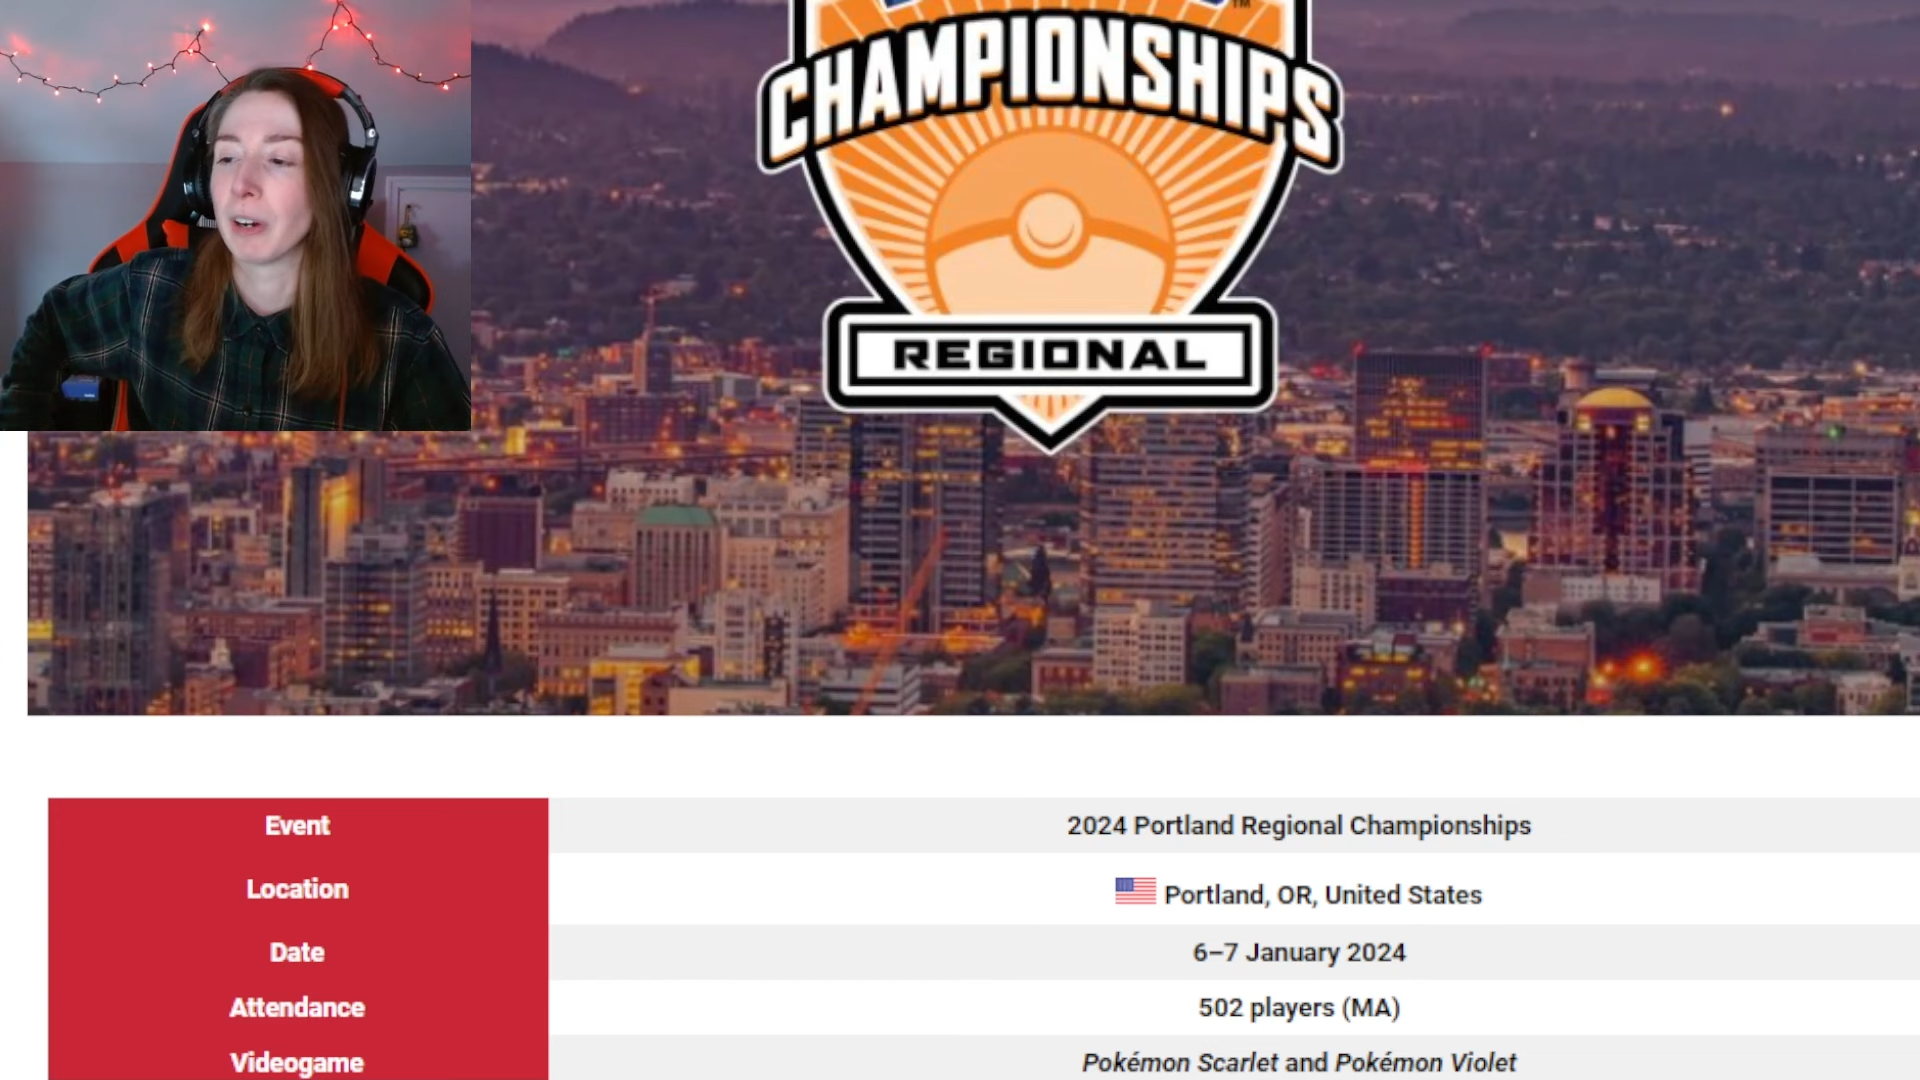 ™
CHAMPIONSHIPS
REGIONAL
Event
2024 Portland Regional Championships
Location
Portland, OR, United States
Date
6–7 January 2024
Attendance
502 players (MA)
Videogame
Pokémon Scarlet and Pokémon Violet